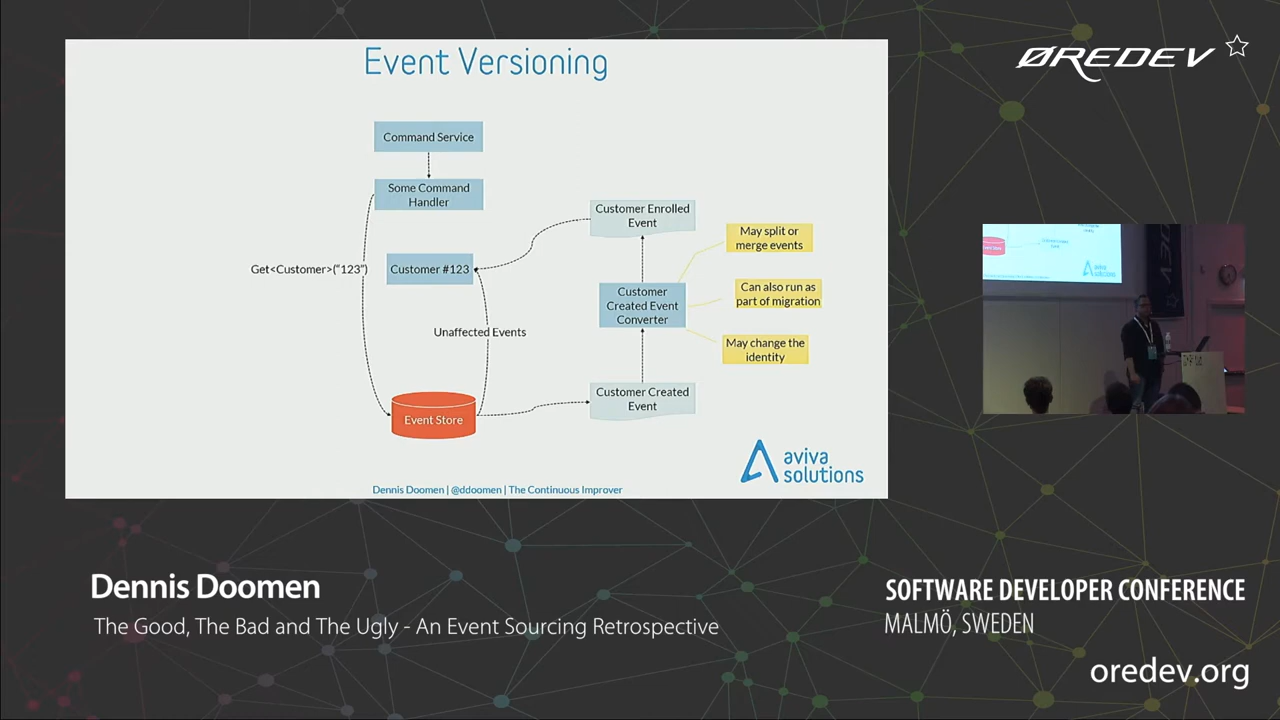 Event Versioning
Command Service
Some Command
Handler
Customer Enrolled
Event
May split or
merge events
Get<Customer>("123")
Customer #123
Customer
Created Event
Converter
Can also run as
part of migration
Unaffected Events
May change the
identity
Event Store
Customer Created
Event
aviva
solutions
Dennis Doomen | @ddoomen | The Continuous Improver
ØREDEV
Dennis Doomen
The Good, The Bad and The Ugly - An Event Sourcing Retrospective
SOFTWARE DEVELOPER CONFERENCE
MALMÖ, SWEDEN
oredev.org